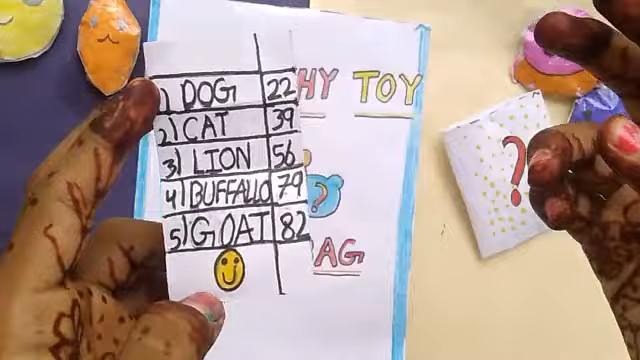 1) DOG 22
2) CAT 39
3) LION 56
4) BUFFALO 79
5) GOAT 82
HY TOY
?
AG
?